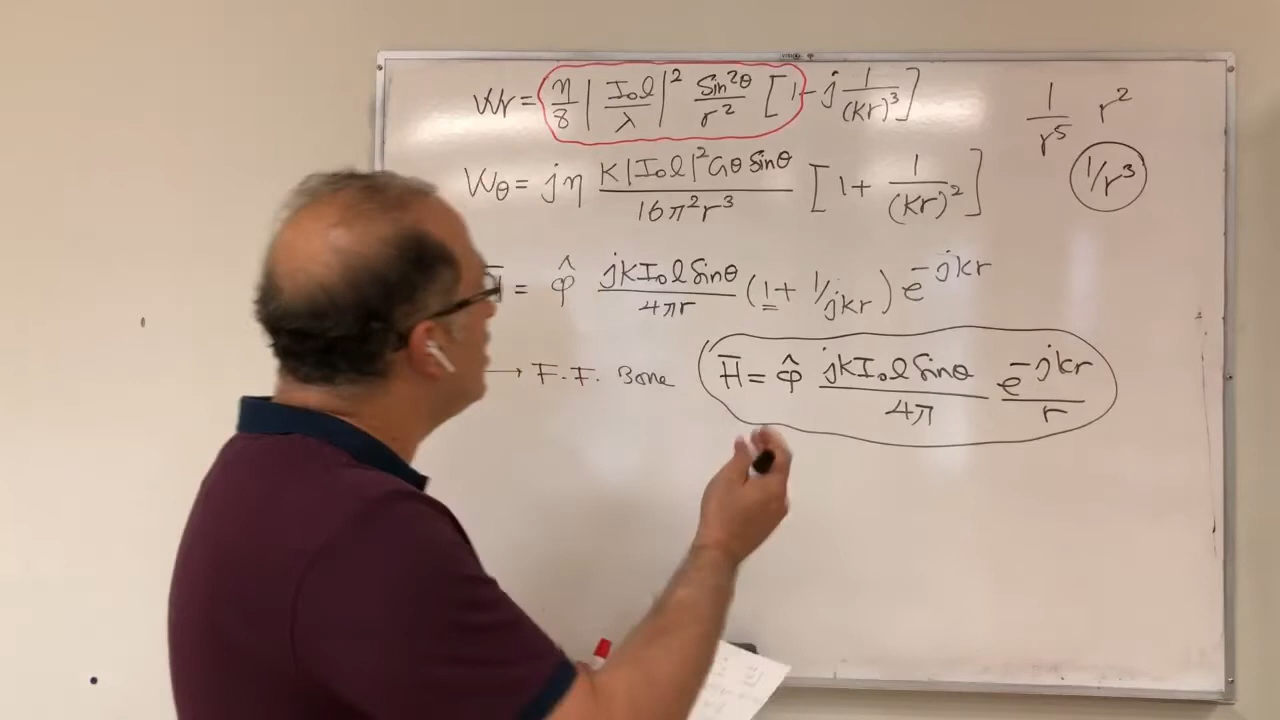 Wr = η/8 |I₀l/λ|² Sin²θ/r² [1 - j 1/(kr)³]
1/r⁵ r²
1/r³
Wθ = jη K|I₀l|² Cosθ Sinθ/16π²r³ [1 + 1/(kr)²]
H̄ = φ̂ jkI₀l Sinθ/4πr (1 + 1/jkr) e^-jkr
→ F.F. Zone H̄ = φ̂ jkI₀l Sinθ/4π e^-jkr/r